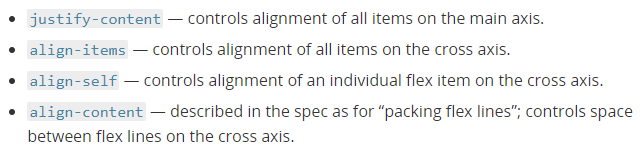 justify-content — controls alignment of all items on the main axis.
align-items — controls alignment of all items on the cross axis.
align-self — controls alignment of an individual flex item on the cross axis.
align-content — described in the spec as for “packing flex lines”; controls space
between flex lines on the cross axis.